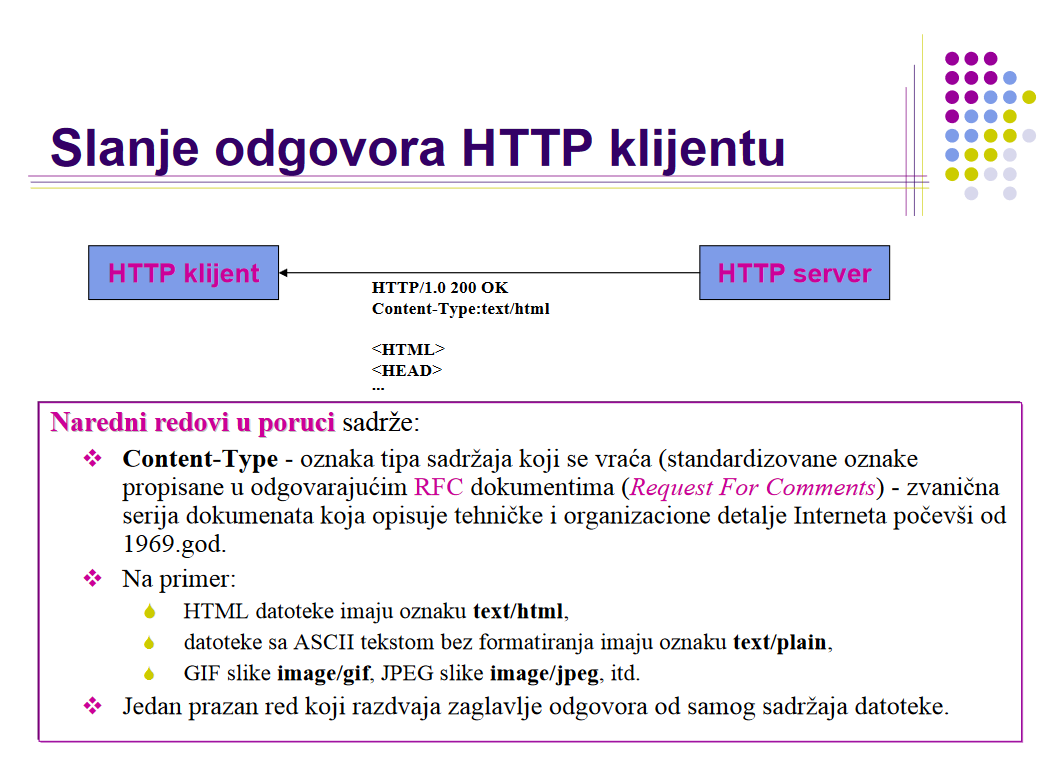 Slanje odgovora HTTP klijentu
HTTP klijent
HTTP server
HTTP/1.0 200 OK
Content-Type:text/html
<HTML>
<HEAD>
...
Naredni redovi u poruci sadrže:
Content-Type - oznaka tipa sadržaja koji se vraća (standardizovane oznake
propisane u odgovarajućim RFC dokumentima (Request For Comments) - zvanična
serija dokumenata koja opisuje tehničke i organizacione detalje Interneta počevši od
1969.god.
Na primer:
HTML datoteke imaju oznaku text/html,
datoteke sa ASCII tekstom bez formatiranja imaju oznaku text/plain,
GIF slike image/gif, JPEG slike image/jpeg, itd.
Jedan prazan red koji razdvaja zaglavlje odgovora od samog sadržaja datoteke.